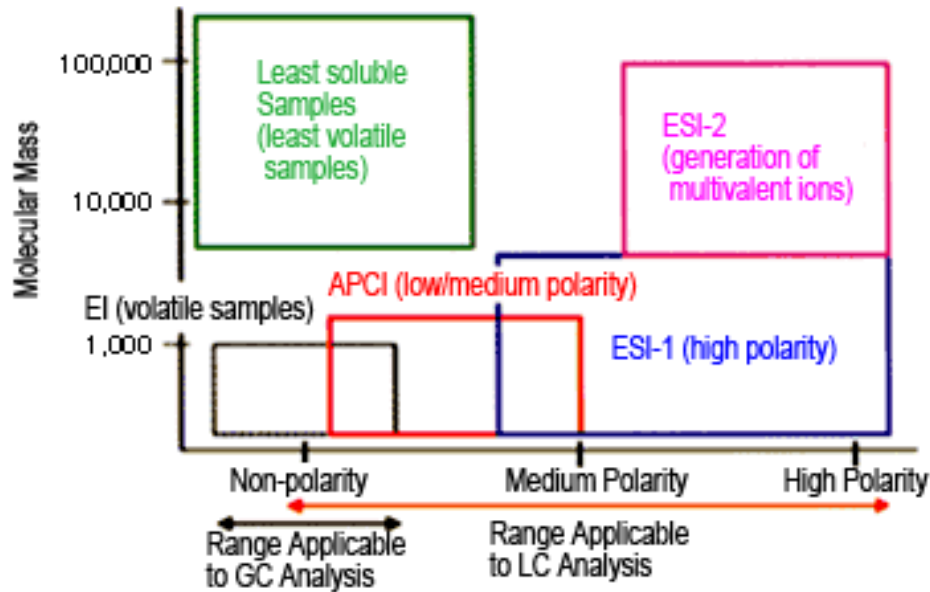 100,000
10,000
1,000
Molecular Mass
Least soluble
Samples
(least volatile
samples)
ESI-2
(generation of
multivalent ions)
APCI (low/medium polarity)
EI (volatile samples)
ESI-1 (high polarity)
Non-polarity
Medium Polarity
High Polarity
Range Applicable
to GC Analysis
Range Applicable
to LC Analysis